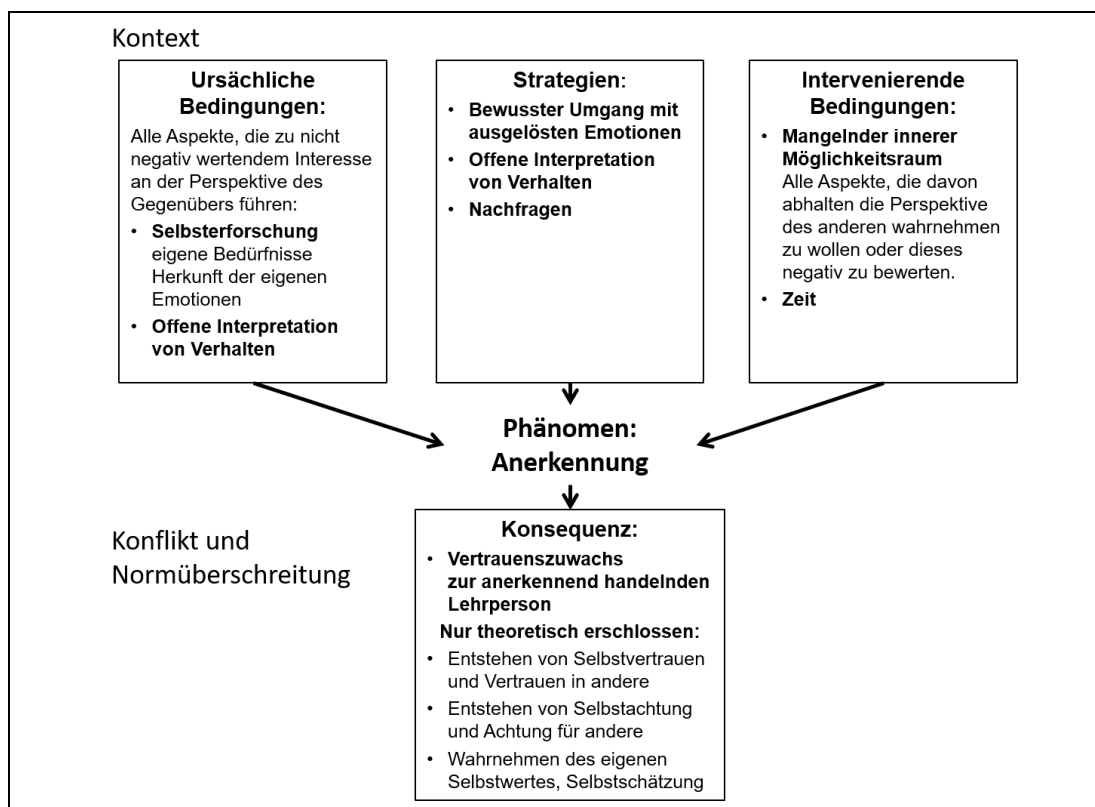 Kontext
Ursächliche
Bedingungen:
Alle Aspekte, die zu nicht
negativ wertendem Interesse
an der Perspektive des
Gegenübers führen:
• Selbsterforschung
eigene Bedürfnisse
Herkunft der eigenen
Emotionen
• Offene Interpretation
von Verhalten
Strategien:
• Bewusster Umgang mit
ausgelösten Emotionen
• Offene Interpretation
von Verhalten
• Nachfragen
Intervenierende
Bedingungen:
• Mangelnder innerer
Möglichkeitsraum
Alle Aspekte, die davon
abhalten die Perspektive
des anderen wahrnehmen
zu wollen oder dieses
negativ zu bewerten.
• Zeit
Phänomen:
Anerkennung
Konflikt und
Normüberschreitung
Konsequenz:
• Vertrauenszuwachs
zur anerkennend handelnden
Lehrperson
Nur theoretisch erschlossen:
• Entstehen von Selbstvertrauen
und Vertrauen in andere
• Entstehen von Selbstachtung
und Achtung für andere
• Wahrnehmen des eigenen
Selbstwertes, Selbstschätzung